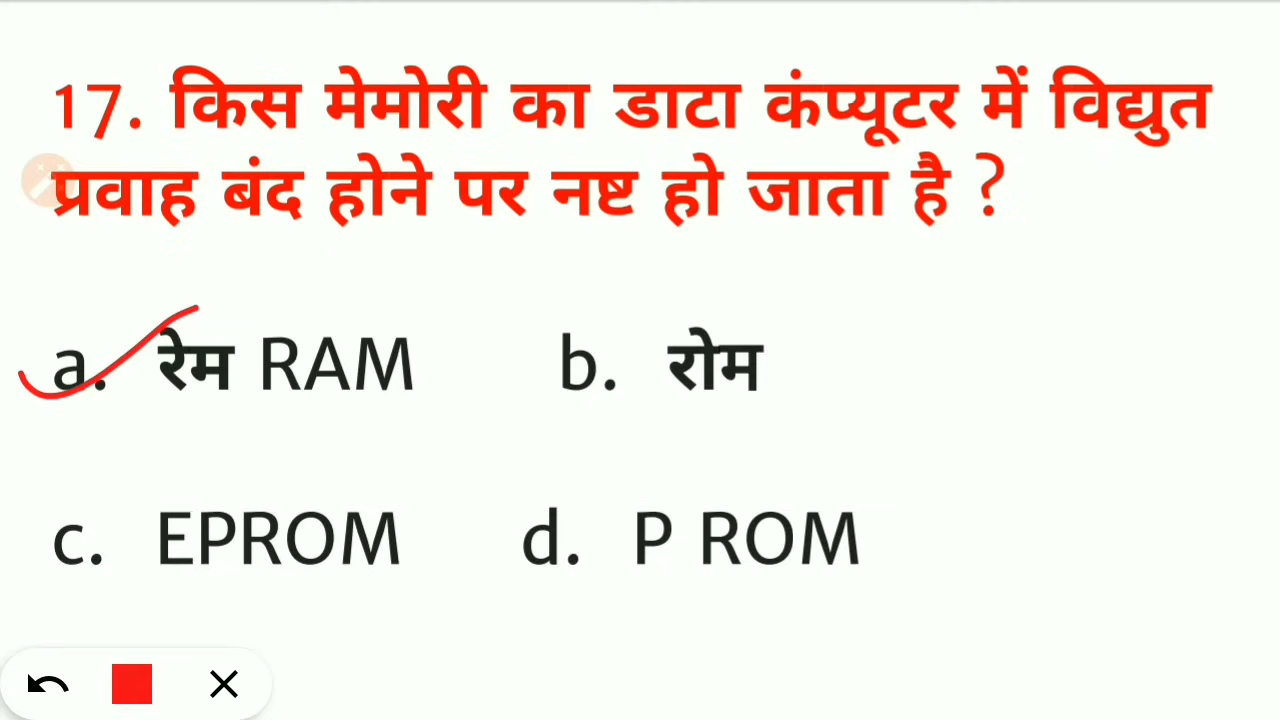 17. किस मेमोरी का डाटा कंप्यूटर में विद्युत
प्रवाह बंद होने पर नष्ट हो जाता है ?
a. रेम RAM b. रोम
c. EPROM d. P ROM